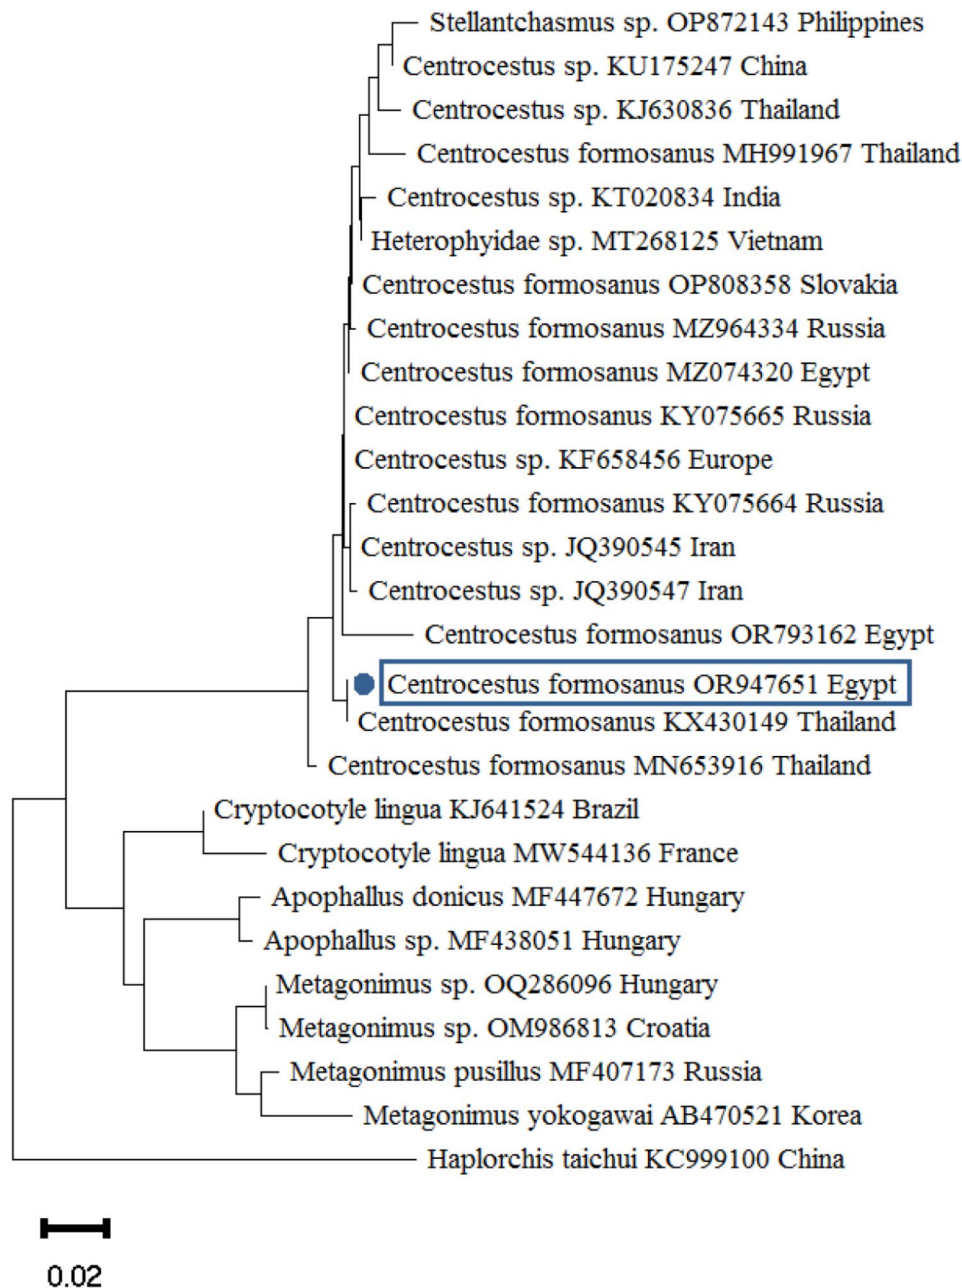 Stellantchasmus sp. OP872143 Philippines
Centrocestus sp. KU175247 China
Centrocestus sp. KJ630836 Thailand
Centrocestus formosanus MH991967 Thailand
Centrocestus sp. KT020834 India
Heterophyidae sp. MT268125 Vietnam
Centrocestus formosanus OP808358 Slovakia
Centrocestus formosanus MZ964334 Russia
Centrocestus formosanus MZ074320 Egypt
Centrocestus formosanus KY075665 Russia
Centrocestus sp. KF658456 Europe
Centrocestus formosanus KY075664 Russia
Centrocestus sp. JQ390545 Iran
Centrocestus sp. JQ390547 Iran
Centrocestus formosanus OR793162 Egypt
Centrocestus formosanus OR947651 Egypt
Centrocestus formosanus KX430149 Thailand
Centrocestus formosanus MN653916 Thailand
Cryptocotyle lingua KJ641524 Brazil
Cryptocotyle lingua MW544136 France
Apophallus donicus MF447672 Hungary
Apophallus sp. MF438051 Hungary
Metagonimus sp. OQ286096 Hungary
Metagonimus sp. OM986813 Croatia
Metagonimus pusillus MF407173 Russia
Metagonimus yokogawai AB470521 Korea
Haplorchis taichui KC999100 China
0.02